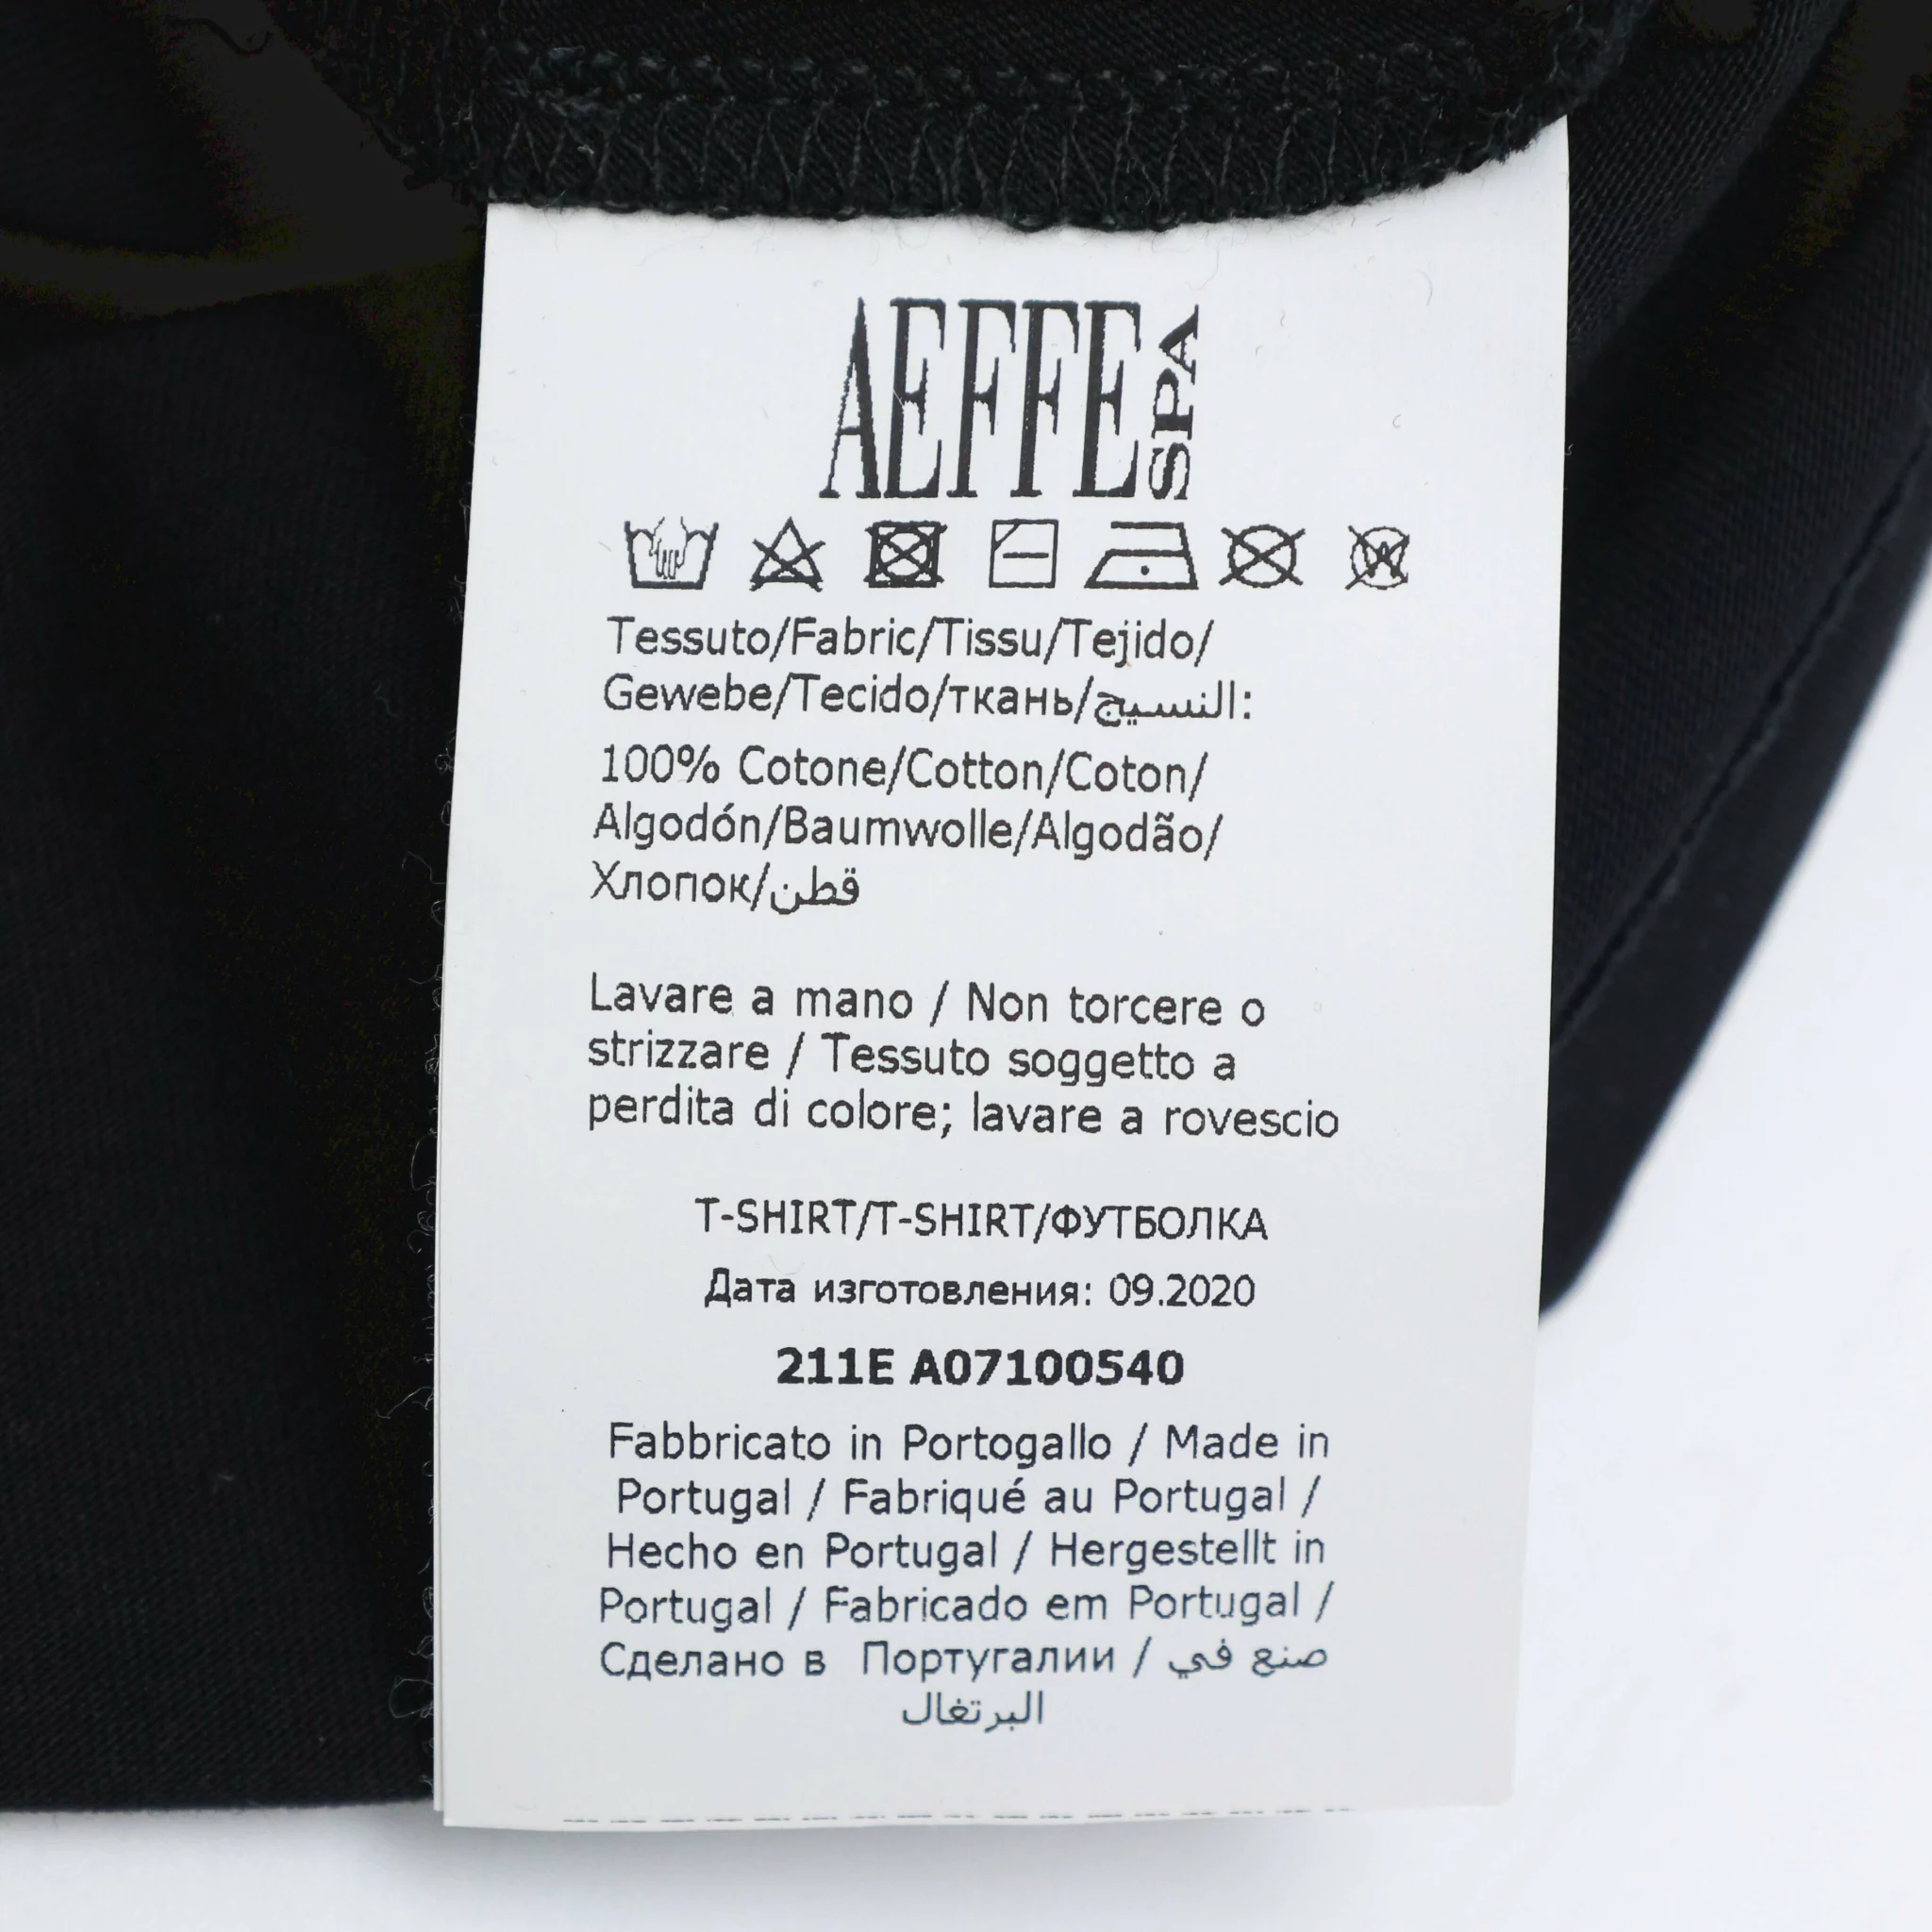 AEFFE SPA
W
Tessuto/Fabric/Tissu/Tejido/
Gewebe/Tecido/ткань/النسيج:
100% Cotone/Cotton/Coton/
Algodón/Baumwolle/Algodão/
Хлопок/قطن
Lavare a mano / Non torcere o
strizzare / Tessuto soggetto a
perdita di colore; lavare a rovescio
T-SHIRT/T-SHIRT/ФУТБОЛКА
Дата изготовления: 09.2020
211E A07100540
Fabbricato in Portogallo / Made in
Portugal / Fabriqué au Portugal /
Hecho en Portugal / Hergestellt in
Portugal / Fabricado em Portugal /
Сделано в Португалии / صنع في
البرتغال